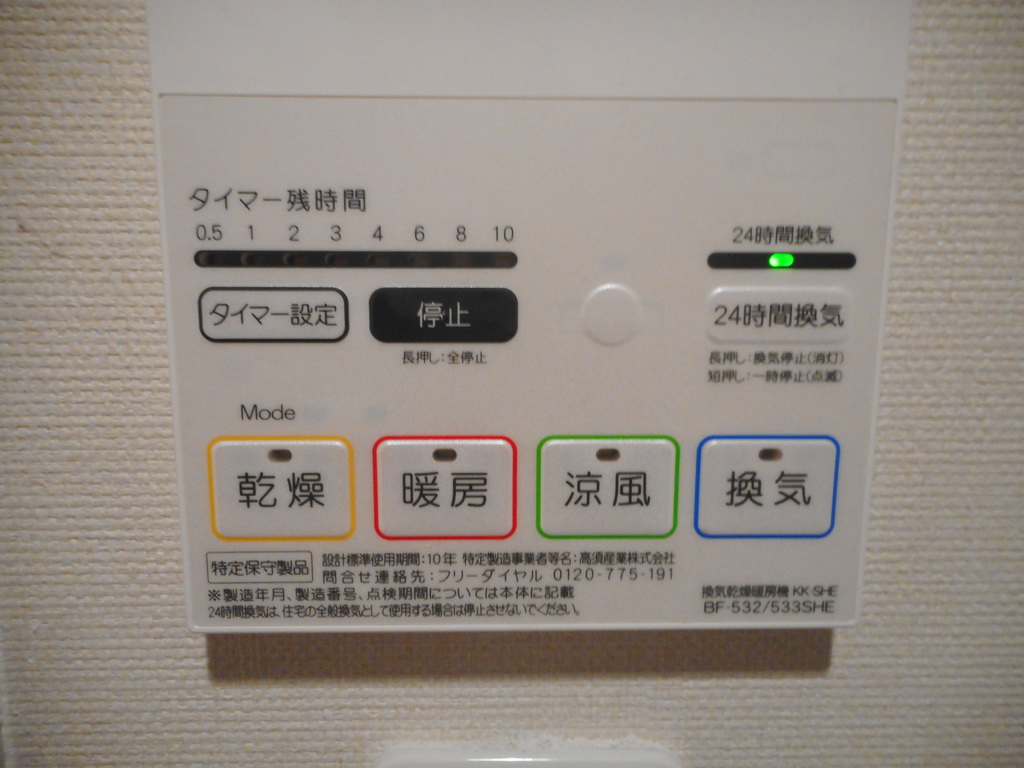 タイマー残時間
0.5 1 2 3 4 6 8 10
24時間換気
タイマー設定
停止
24時間換気
長押し:全停止
長押し:換気停止(消灯)
短押し:一時停止(点滅)
Mode
乾燥
暖房
涼風
換気
特定保守製品
設計標準使用期間:10年 特定製造事業者等名:高須産業株式会社
問合せ連絡先:フリーダイヤル 0120-775-191
※製造年月、製造番号、点検期間については本体に記載
24時間換気は、住宅の全般換気として使用する場合は停止させないでください。
換気乾燥暖房機 KK-SHE
BF-532/533SHE